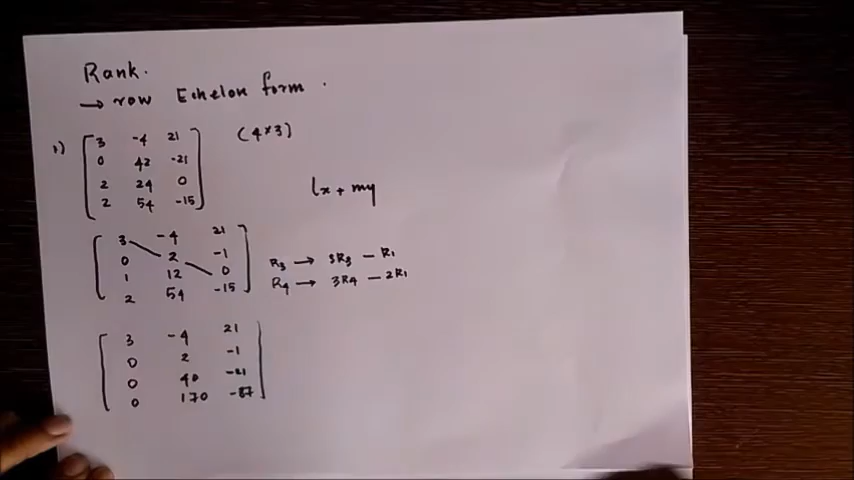 Rank.
→ row Echelon form .
1) 3 -4 21 (4×3)
0 42 -21
2 24 0
2 54 -15
lx + my
3 -4 21
0 2 -1 R3 → 3R3 - R1
1 12 0 R4 → 3R4 - 2R1
2 54 -15
3 -4 21
0 2 -1
0 40 -21
0 170 -87